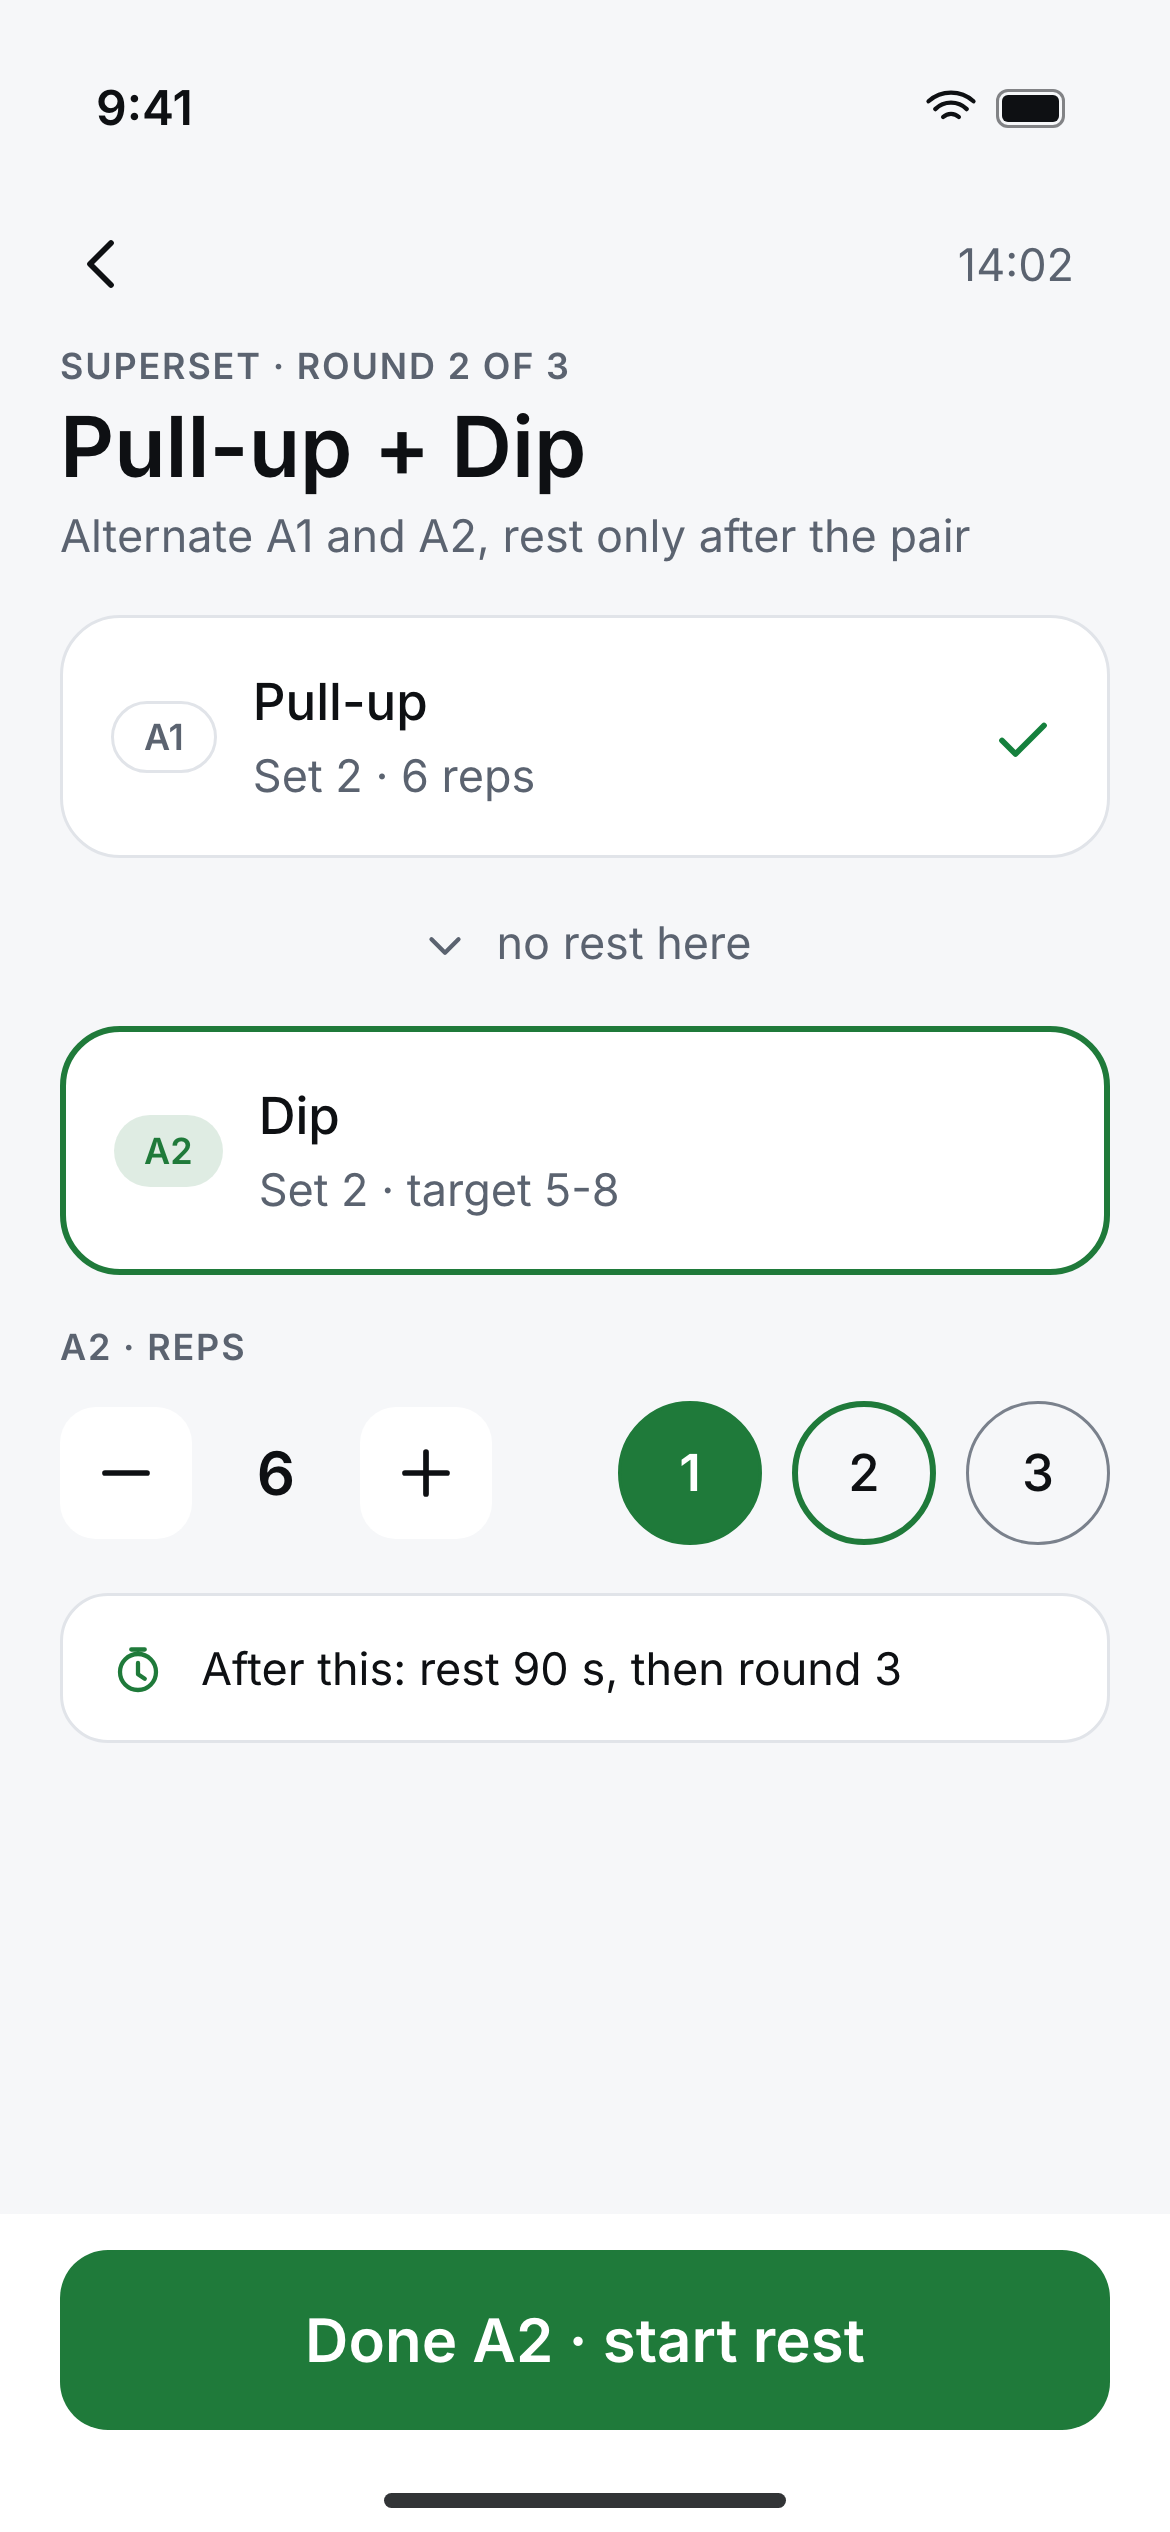 9:41
14:02
SUPERSET · ROUND 2 OF 3
Pull-up + Dip
Alternate A1 and A2, rest only after the pair
A1
Pull-up
Set 2 · 6 reps
no rest here
A2
Dip
Set 2 · target 5-8
A2 · REPS
6 1 2 3
After this: rest 90 s, then round 3
Done A2 · start rest